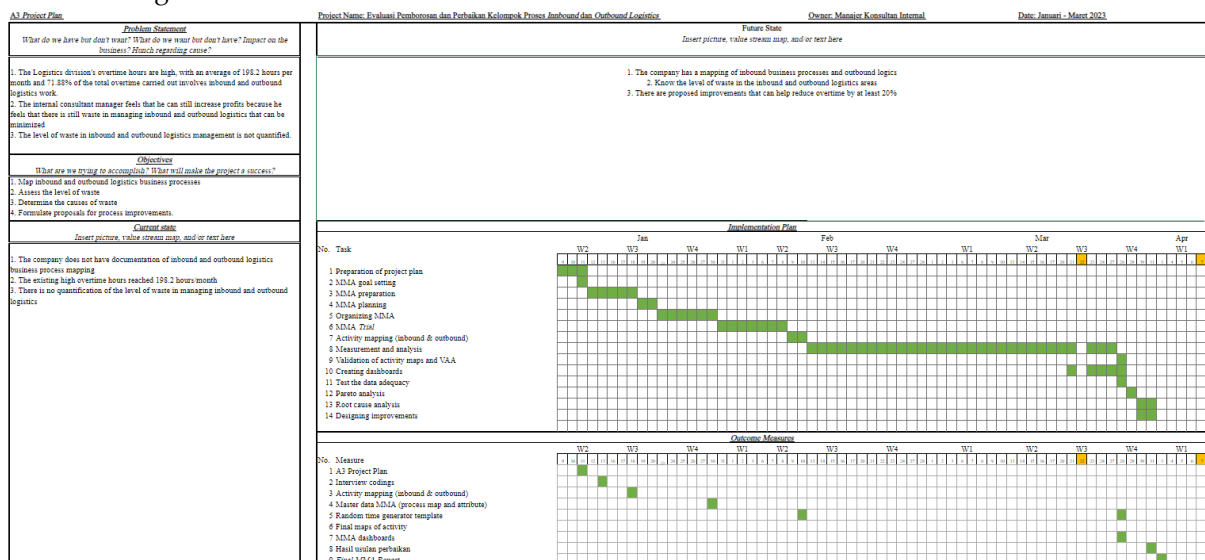 A3 Project Plan
Project Name: Evaluasi Pemborosan dan Perbaikan Kelompok Proses Innbound dan Outbound Logistics
Owner: Manajer Konsultan Internal
Date: Januari - Maret 2023
Problem Statement
What do we have but don't want? What do we want but don't have? Impact on the
business? Hunch regarding cause?
1. The Logistics division's overtime hours are high, with an average of 198.2 hours per
month and 71.88% of the total overtime carried out involves inbound and outbound
logistics work.
2. The internal consultant manager feels that he can still increase profits because he
feels that there is still waste in managing inbound and outbound logistics that can be
minimized
3. The level of waste in inbound and outbound logistics management is not quantified.
Objectives
What are we trying to accomplish? What will make the project a success?
1. Map inbound and outbound logistics business processes
2. Assess the level of waste
3. Determine the causes of waste
4. Formulate proposals for process improvements.
Current state
Insert picture, value stream map, and/or text here
1. The company does not have documentation of inbound and outbound logistics
business process mapping
2. The existing high overtime hours reached 198.2 hours/month
3. There is no quantification of the level of waste in managing inbound and outbound
logistics
Future State
Insert picture, value stream map, and/or text here
1. The company has a mapping of inbound business processes and outbound logics
2. Know the level of waste in the inbound and outbound logistics areas
3. There are proposed improvements that can help reduce overtime by at least 20%
Implementation Plan
Jan Feb Mar Apr
No. Task W2 W3 W4 W1 W2 W3 W4 W1 W2 W3 W4 W1
1 Preparation of project plan
2 MMA goal setting
3 MMA preparation
4 MMA planning
5 Organizing MMA
6 MMA Trial
7 Activity mapping (inbound & outbound)
8 Measurement and analysis
9 Validation of activity maps and VAA
10 Creating dashboards
11 Test the data adequacy
12 Pareto analysis
13 Root cause analysis
14 Designing improvements
Outcome Measures
No. Measure W2 W3 W4 W1 W2 W3 W4 W1 W2 W3 W4 W1
1 A3 Project Plan
2 Interview codings
3 Activity mapping (inbound & outbound)
4 Master data MMA (process map and attribute)
5 Random time generator template
6 Final maps of activity
7 MMA dashboards
8 Hasil usulan perbaikan
9 Final MMA Report